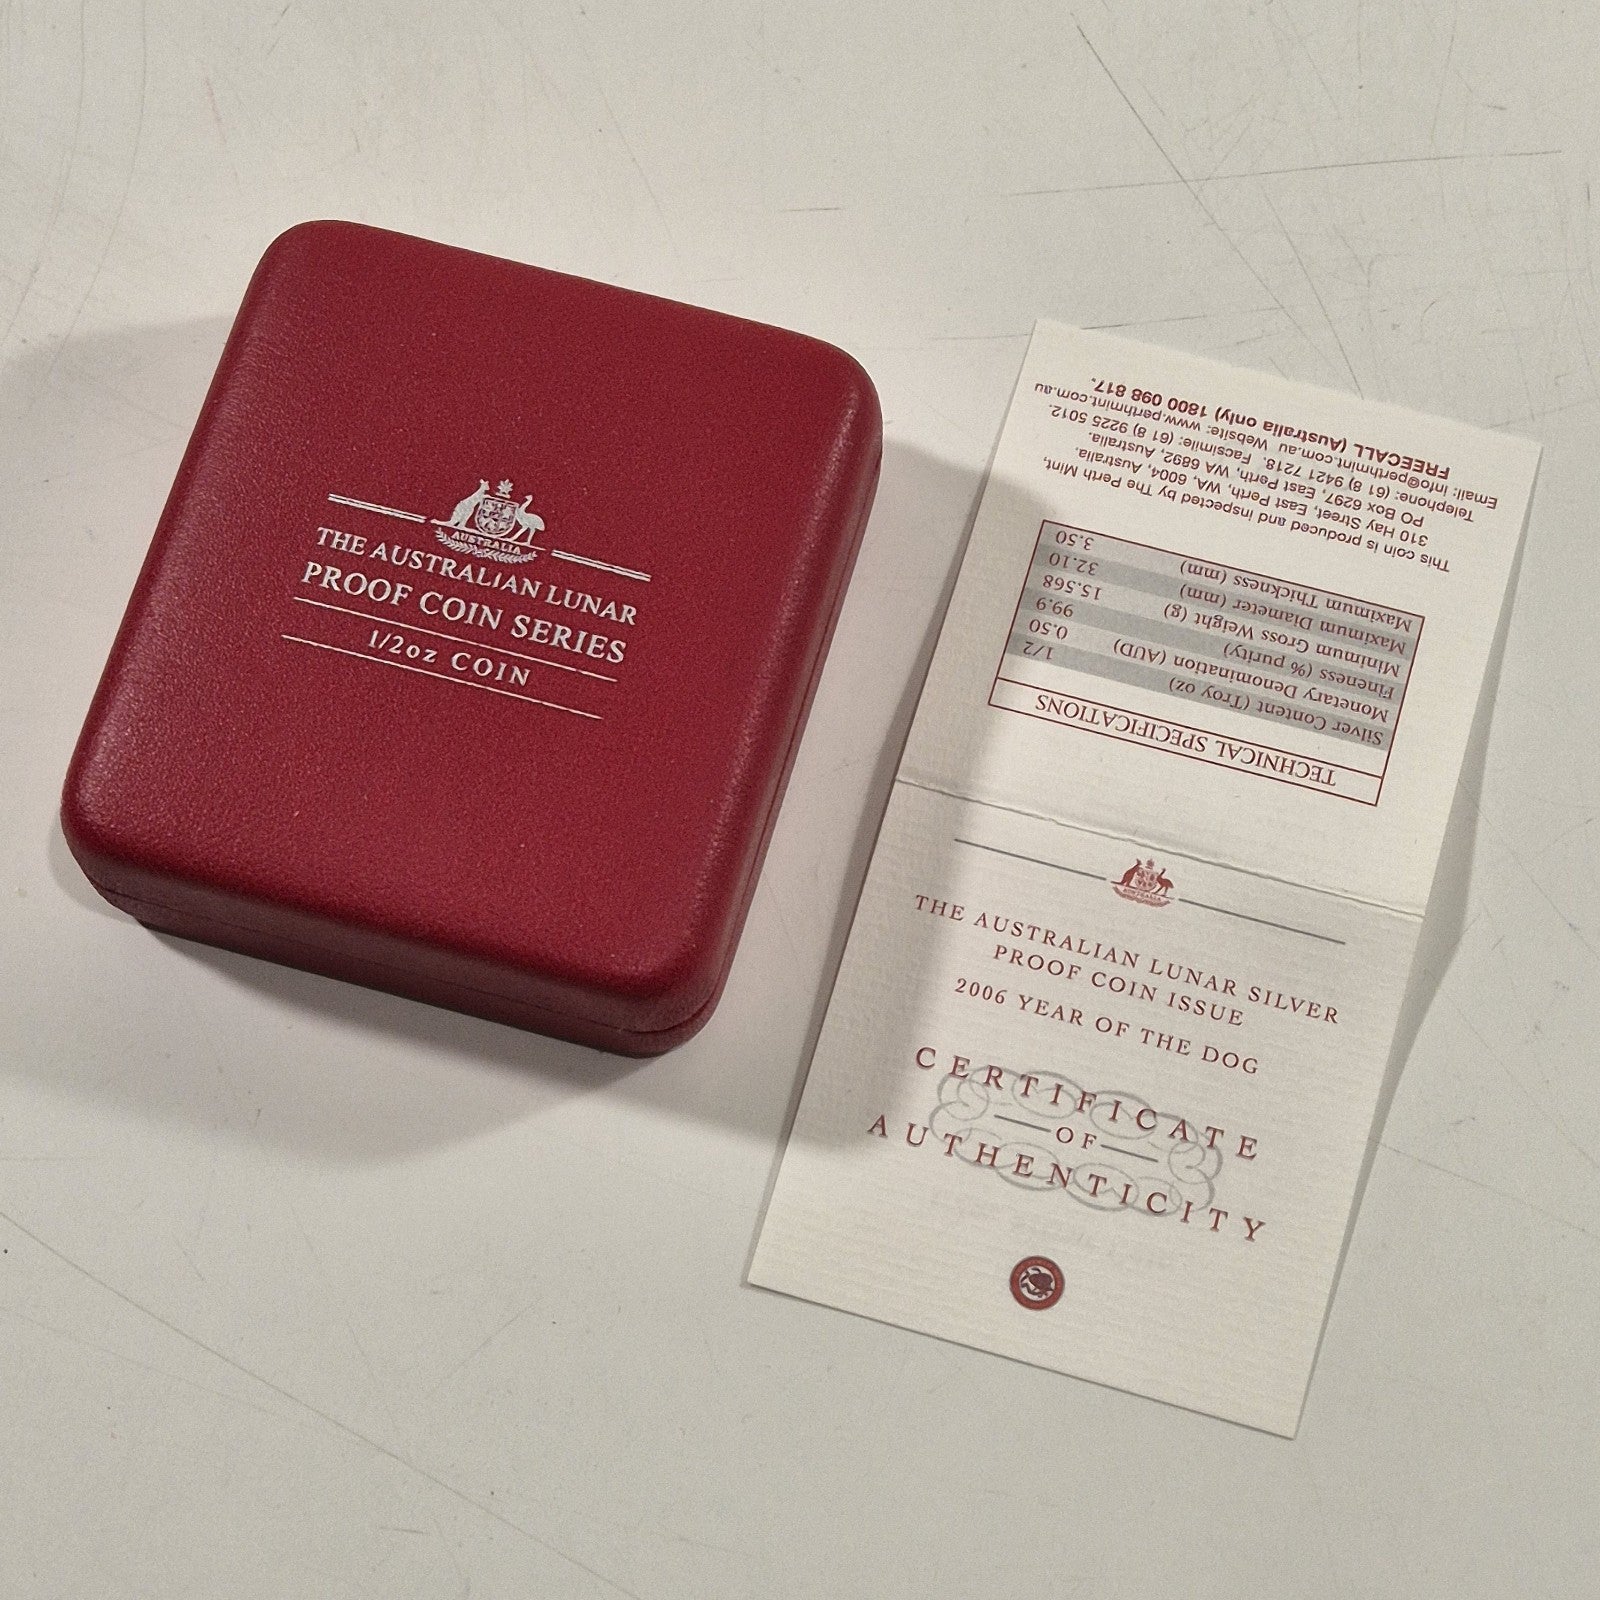 AUSTRALIA
THE AUSTRALIAN LUNAR
PROOF COIN SERIES
1/2oz COIN
THE AUSTRALIAN LUNAR SILVER
PROOF COIN ISSUE
2006 YEAR OF THE DOG
CERTIFICATE
OF
AUTHENTICITY
TECHNICAL SPECIFICATIONS
Silver Content (Troy oz) 1/2
Monetary Denomination (AUD) 0.50
Fineness (% purity) 99.9
Minimum Gross Weight (g) 15.568
Maximum Diameter (mm) 32.10
Maximum Thickness (mm) 3.50
This coin is produced and inspected by The Perth Mint,
310 Hay Street, East Perth, WA, 6004, Australia.
PO Box 6297, East Perth, WA 6892, Australia.
Telephone: (61 8) 9421 7218. Facsimile: (61 8) 9225 5012.
Email: info@perthmint.com.au Website: www.perthmint.com.au
FREECALL (Australia only) 1800 098 817.